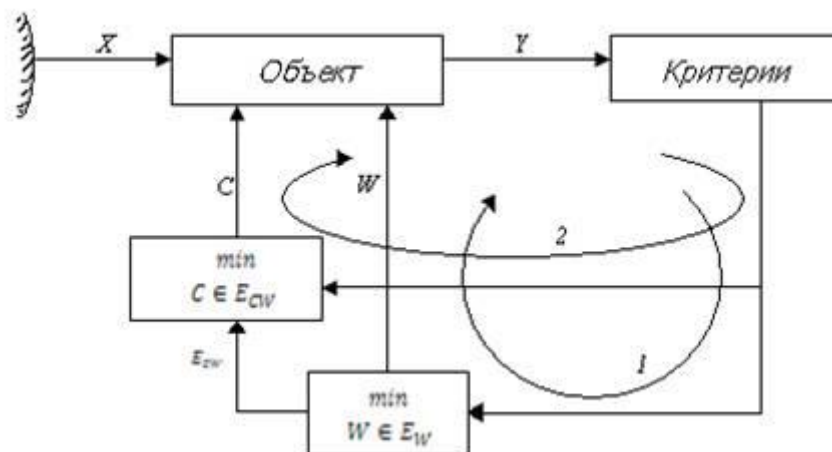 X
Y
Объект
Критерии
C
W
2
min
C ∈ E_CW
E_CW
1
min
W ∈ E_W